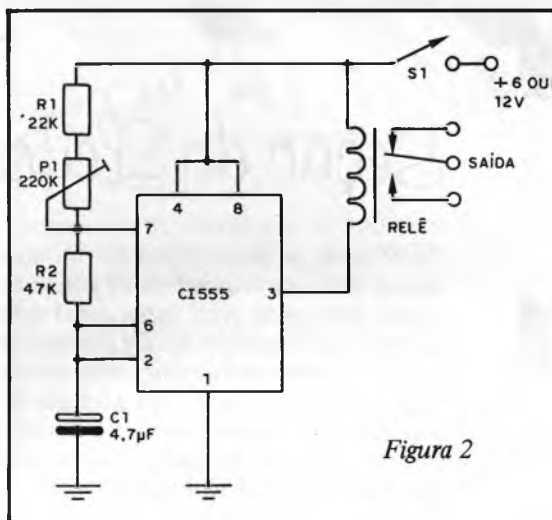 S1
+ 6 OU
12V
R1
22K
P1
220K
4
8
SAÍDA
RELÊ
7
R2
47K
CI555
3
6
2
1
C1
4,7µF
Figura 2